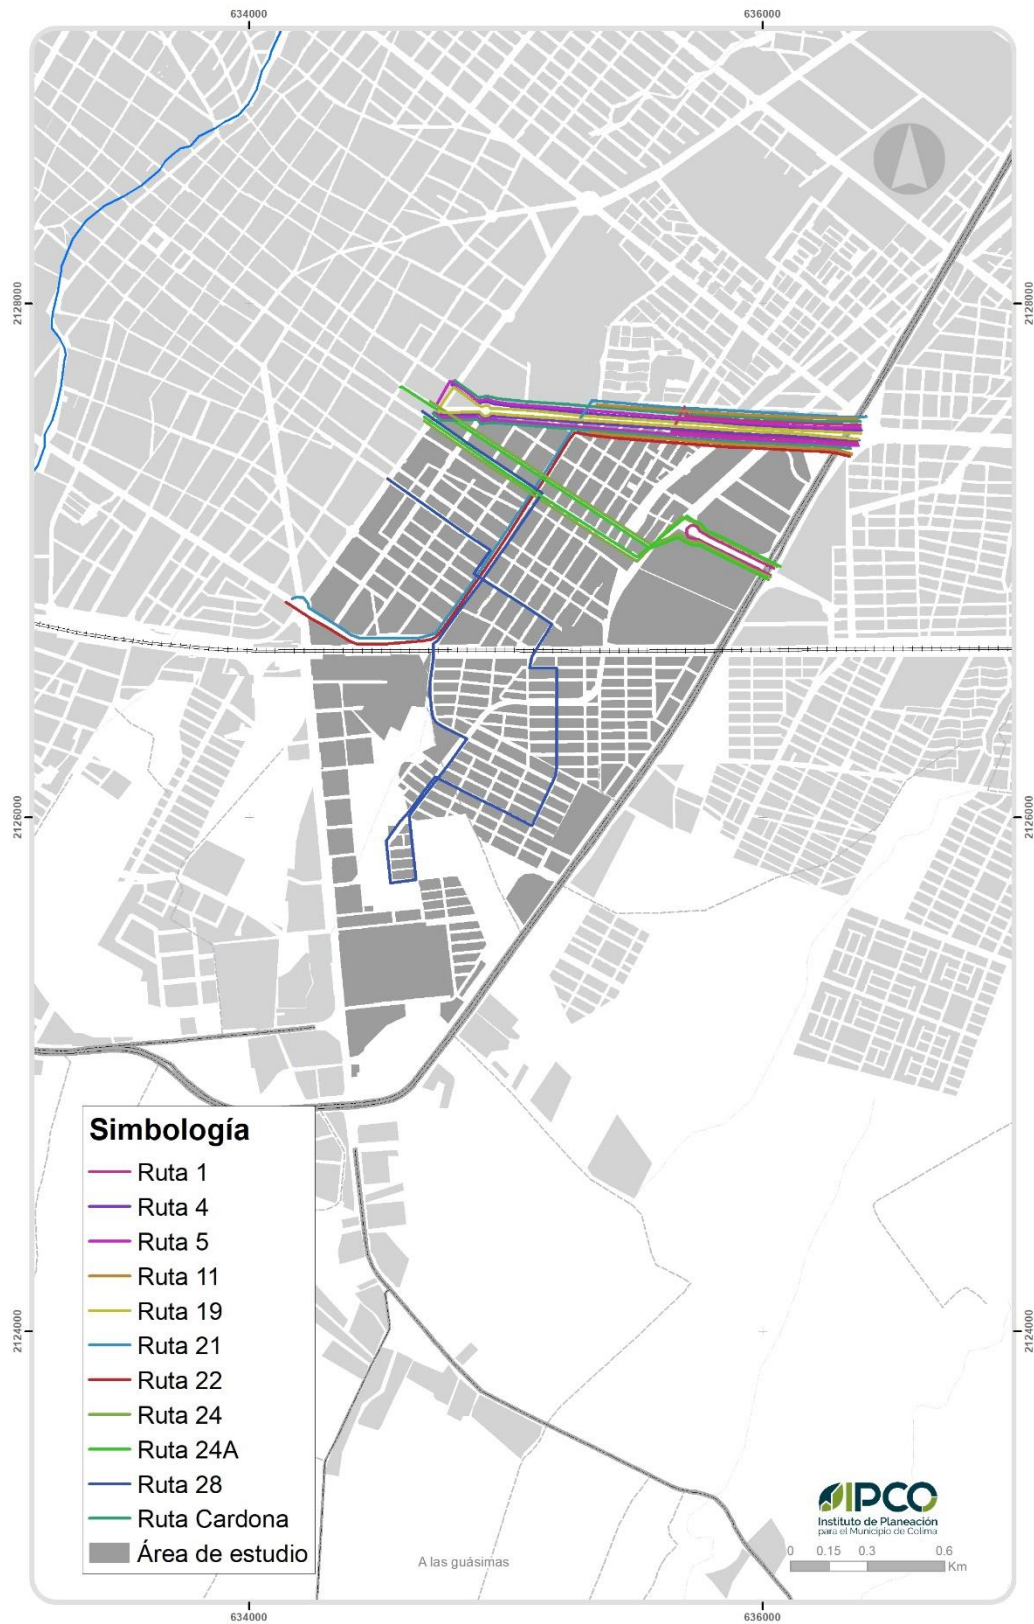 634000
636000
2128000
2128000
2126000
2126000
2124000
2124000
Simbología
Ruta 1
Ruta 4
Ruta 5
Ruta 11
Ruta 19
Ruta 21
Ruta 22
Ruta 24
Ruta 24A
Ruta 28
Ruta Cardona
Área de estudio
A las guásimas
IPCO
Instituto de Planeación
para el Municipio de Colima
0 0.15 0.3 0.6
Km
634000
636000